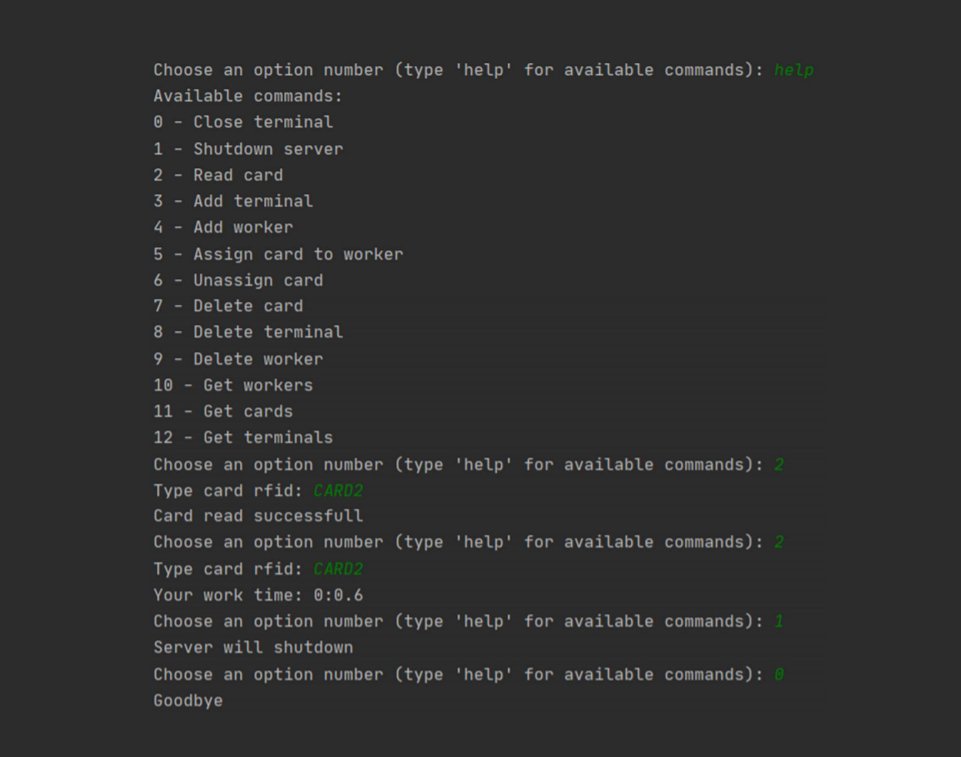 Choose an option number (type 'help' for available commands): help
Available commands:
0 - Close terminal
1 - Shutdown server
2 - Read card
3 - Add terminal
4 - Add worker
5 - Assign card to worker
6 - Unassign card
7 - Delete card
8 - Delete terminal
9 - Delete worker
10 - Get workers
11 - Get cards
12 - Get terminals
Choose an option number (type 'help' for available commands): 2
Type card rfid: CARD2
Card read successfull
Choose an option number (type 'help' for available commands): 2
Type card rfid: CARD2
Your work time: 0:0.6
Choose an option number (type 'help' for available commands): 1
Server will shutdown
Choose an option number (type 'help' for available commands): 0
Goodbye